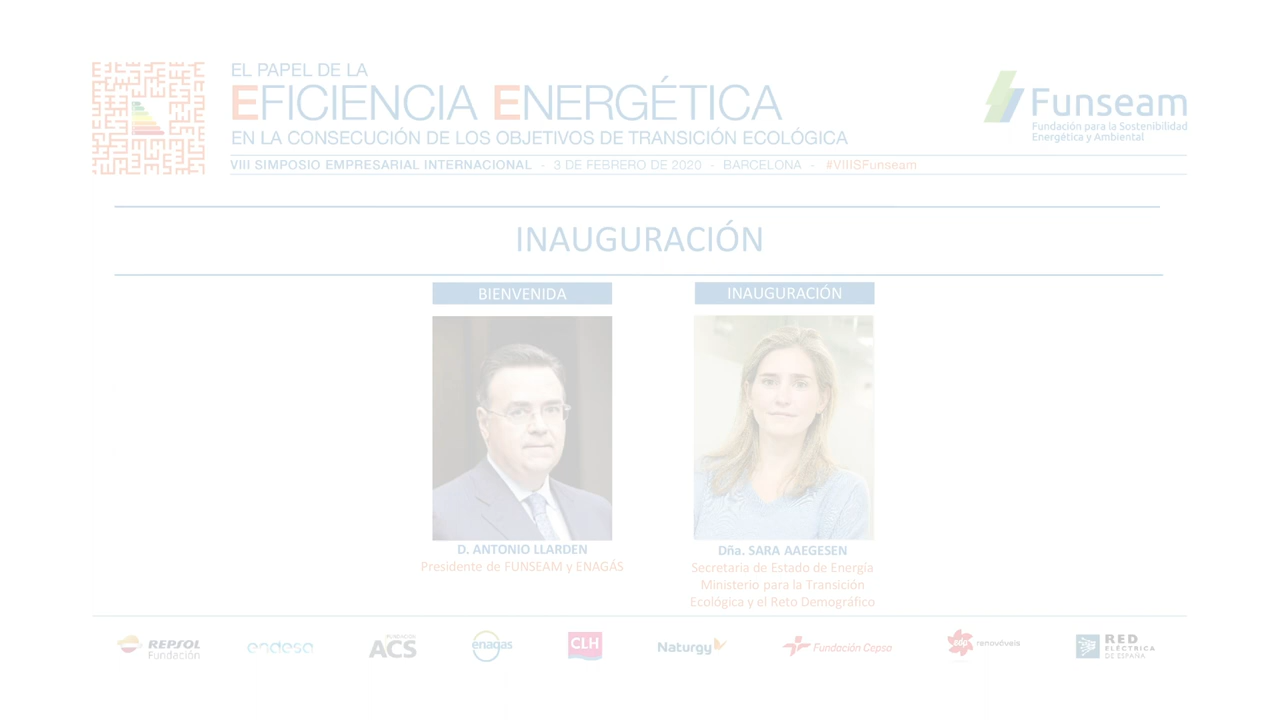 EL PAPEL DE LA
EFICIENCIA ENERGÉTICA
EN LA CONSECUCIÓN DE LOS OBJETIVOS DE TRANSICIÓN ECOLÓGICA
VIII SIMPOSIO EMPRESARIAL INTERNACIONAL - 3 DE FEBRERO DE 2020 - BARCELONA - #VIIISFunseam
Funseam
Fundación para la Sostenibilidad
Energética y Ambiental
INAUGURACIÓN
BIENVENIDA
D. ANTONIO LLARDEN
Presidente de FUNSEAM y ENAGÁS
INAUGURACIÓN
Dña. SARA AAEGESEN
Secretaria de Estado de Energía
Ministerio para la Transición
Ecológica y el Reto Demográfico
REPSOL
Fundación
endesa
FUNDACIÓN
ACS
enagas
CLH
Naturgy
Fundación Cepsa
edp
renováveis
RED
ELÉCTRICA
DE ESPAÑA